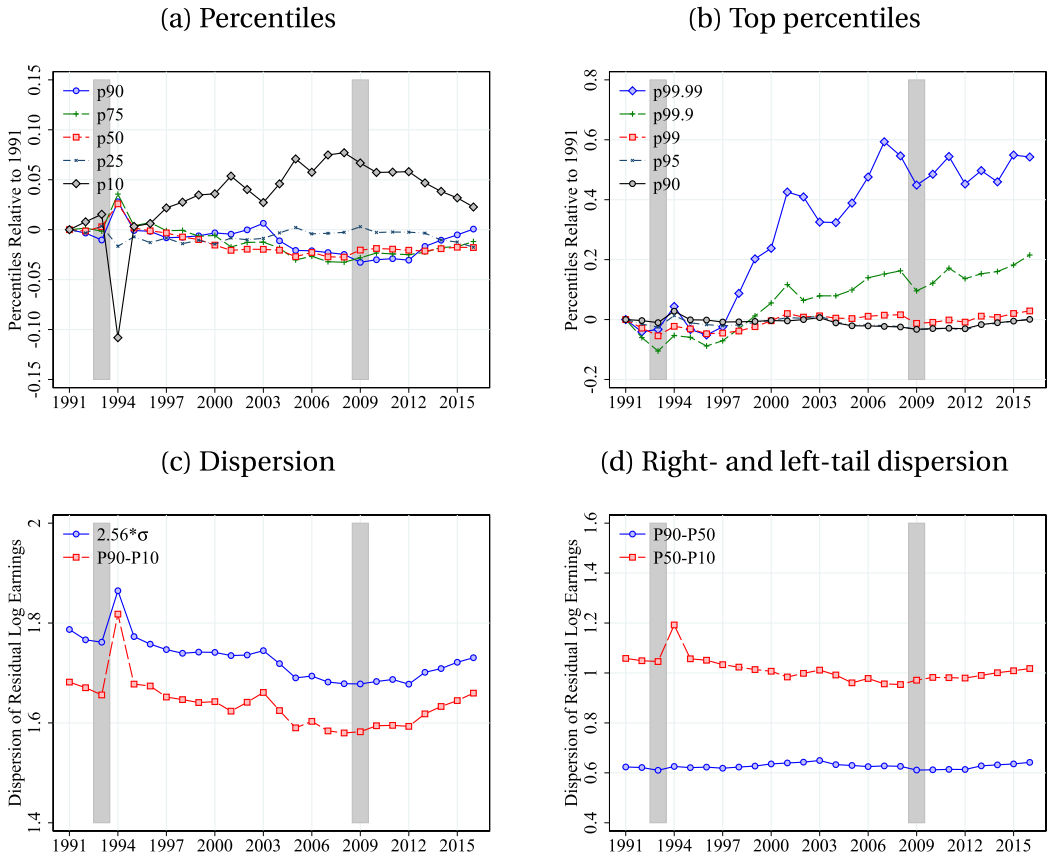 (a) Percentiles
Percentiles Relative to 1991
0.15
0.10
0.05
0
-0.05
-0.10
-0.15
p90
p75
p50
p25
p10
1991 1994 1997 2000 2003 2006 2009 2012 2015
(b) Top percentiles
Percentiles Relative to 1991
0.8
0.6
0.4
0.2
0
-0.2
p99.99
p99.9
p99
p95
p90
1991 1994 1997 2000 2003 2006 2009 2012 2015
(c) Dispersion
Dispersion of Residual Log Earnings
2
1.8
1.6
1.4
2.56*σ
P90-P10
1991 1994 1997 2000 2003 2006 2009 2012 2015
(d) Right- and left-tail dispersion
Dispersion of Residual Log Earnings
1.6
1.4
1.2
1
0.8
0.6
0.4
P90-P50
P50-P10
1991 1994 1997 2000 2003 2006 2009 2012 2015